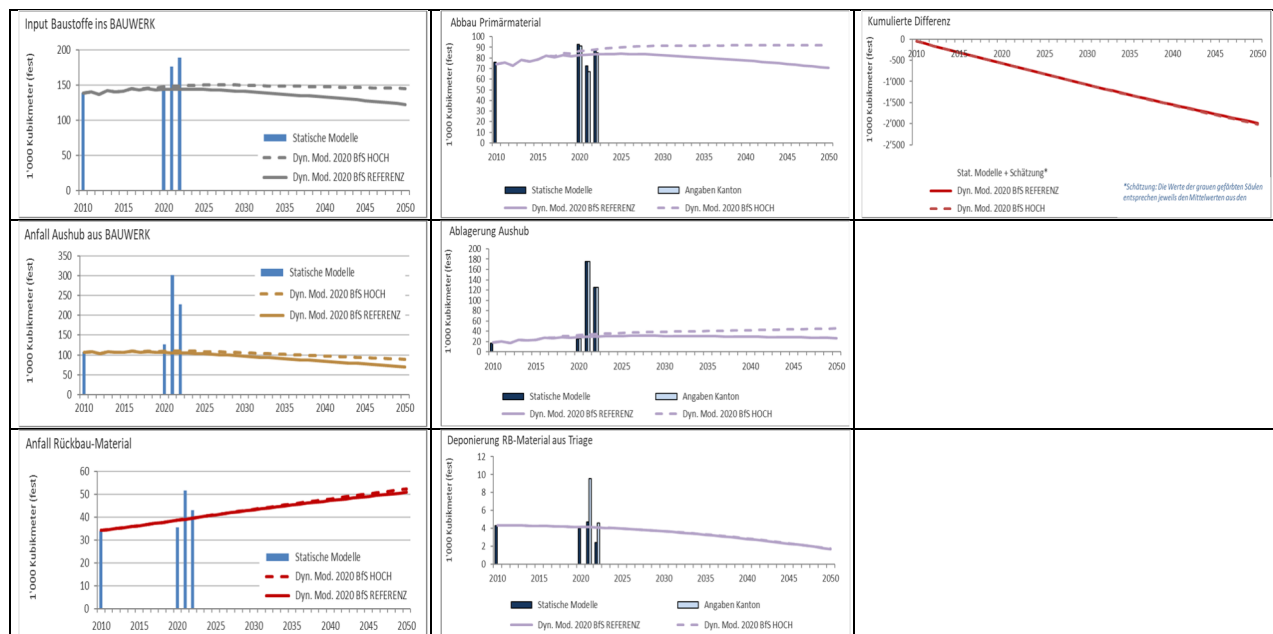 Input Baustoffe ins BAUWERK
1'000 Kubikmeter (fest)
200
150
100
50
0
Statische Modelle
Dyn. Mod. 2020 BfS HOCH
Dyn. Mod. 2020 BfS REFERENZ
2010 2015 2020 2025 2030 2035 2040 2045 2050
Abbau Primärmaterial
1'000 Kubikmeter (fest)
100
90
80
70
60
50
40
30
20
10
0
2010 2015 2020 2025 2030 2035 2040 2045 2050
Statische Modelle Angaben Kanton
Dyn. Mod. 2020 BfS REFERENZ Dyn. Mod. 2020 BfS HOCH
Kumulierte Differenz
1'000 Kubikmeter (fest)
0
-500
-1'000
-1'500
-2'000
-2'500
2010 2015 2020 2025 2030 2035 2040 2045 2050
Stat. Modelle + Schätzung*
Dyn. Mod. 2020 BfS REFERENZ
Dyn. Mod. 2020 BfS HOCH
*Schätzung: Die Werte der grauen gefärbten Säulen
entsprechen jeweils den Mittelwerten aus den
Anfall Aushub aus BAUWERK
1'000 Kubikmeter (fest)
350
300
250
200
150
100
50
0
Statische Modelle
Dyn. Mod. 2020 BfS HOCH
Dyn. Mod. 2020 BfS REFERENZ
2010 2015 2020 2025 2030 2035 2040 2045 2050
Ablagerung Aushub
1'000 Kubikmeter (fest)
200
180
160
140
120
100
80
60
40
20
0
2010 2015 2020 2025 2030 2035 2040 2045 2050
Statische Modelle Angaben Kanton
Dyn. Mod. 2020 BfS REFERENZ Dyn. Mod. 2020 BfS HOCH
Anfall Rückbau-Material
1'000 Kubikmeter (fest)
60
50
40
30
20
10
0
Statische Modelle
Dyn. Mod. 2020 BfS HOCH
Dyn. Mod. 2020 BfS REFERENZ
2010 2015 2020 2025 2030 2035 2040 2045 2050
Deponierung RB-Material aus Triage
1'000 Kubikmeter (fest)
12
10
8
6
4
2
0
2010 2015 2020 2025 2030 2035 2040 2045 2050
Statische Modelle Angaben Kanton
Dyn. Mod. 2020 BfS REFERENZ Dyn. Mod. 2020 BfS HOCH